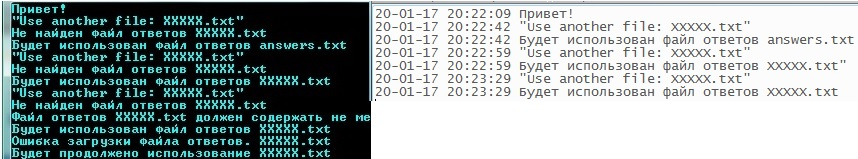 Привет!
"Use another file: XXXXX.txt"
Не найден файл ответов XXXXX.txt
Будет использован файл ответов answers.txt
"Use another file: XXXXX.txt"
Не найден файл ответов XXXXX.txt
Будет использован файл ответов XXXXX.txt
"Use another file: XXXXX.txt"
Не найден файл ответов XXXXX.txt
Файл ответов XXXXX.txt должен содержать не ме
Будет использован файл ответов XXXXX.txt
Ошибка загрузки файла ответов. XXXXX.txt
Будет продолжено использование XXXXX.txt
20-01-17 20:22:09 Привет!
20-01-17 20:22:42 "Use another file: XXXXX.txt"
20-01-17 20:22:42 Будет использован файл ответов answers.txt
20-01-17 20:22:59 "Use another file: XXXXX.txt"
20-01-17 20:22:59 Будет использован файл ответов XXXXX.txt"
20-01-17 20:23:29 "Use another file: XXXXX.txt"
20-01-17 20:23:29 Будет использован файл ответов XXXXX.txt